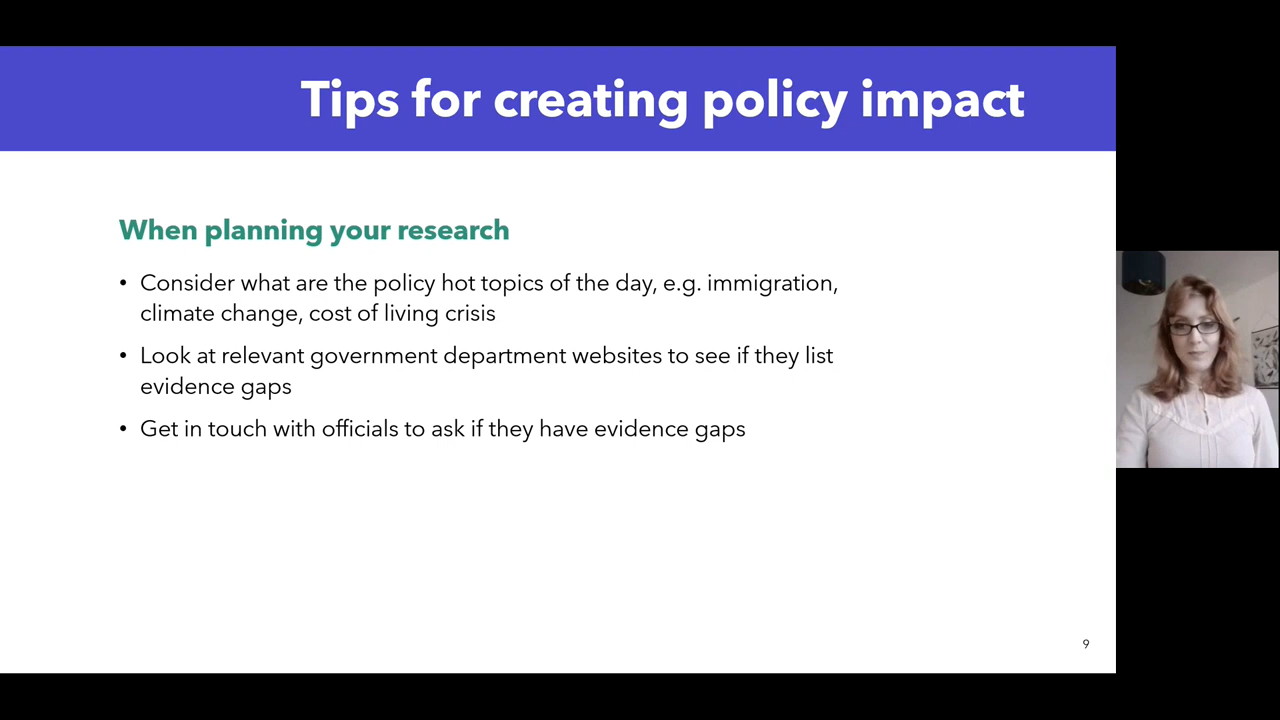 Tips for creating policy impact
When planning your research
• Consider what are the policy hot topics of the day, e.g. immigration,
climate change, cost of living crisis
• Look at relevant government department websites to see if they list
evidence gaps
• Get in touch with officials to ask if they have evidence gaps
9